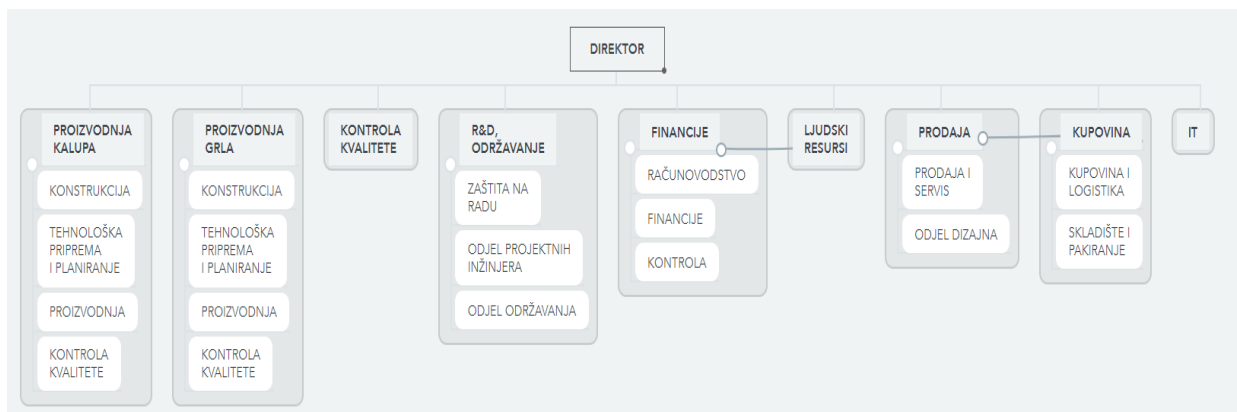 DIREKTOR
PROIZVODNJA
KALUPA
KONSTRUKCIJA
TEHNOLOŠKA
PRIPREMA
I PLANIRANJE
PROIZVODNJA
KONTROLA
KVALITETE
PROIZVODNJA
GRLA
KONSTRUKCIJA
TEHNOLOŠKA
PRIPREMA
I PLANIRANJE
PROIZVODNJA
KONTROLA
KVALITETE
KONTROLA
KVALITETE
R&D,
ODRŽAVANJE
ZAŠTITA NA
RADU
ODJEL PROJEKTNIH
INŽINJERA
ODJEL ODRŽAVANJA
FINANCIJE
RAČUNOVODSTVO
FINANCIJE
KONTROLA
LJUDSKI
RESURSI
PRODAJA
PRODAJA I
SERVIS
ODJEL DIZAJNA
KUPOVINA
KUPOVINA I
LOGISTIKA
SKLADIŠTE I
PAKIRANJE
IT